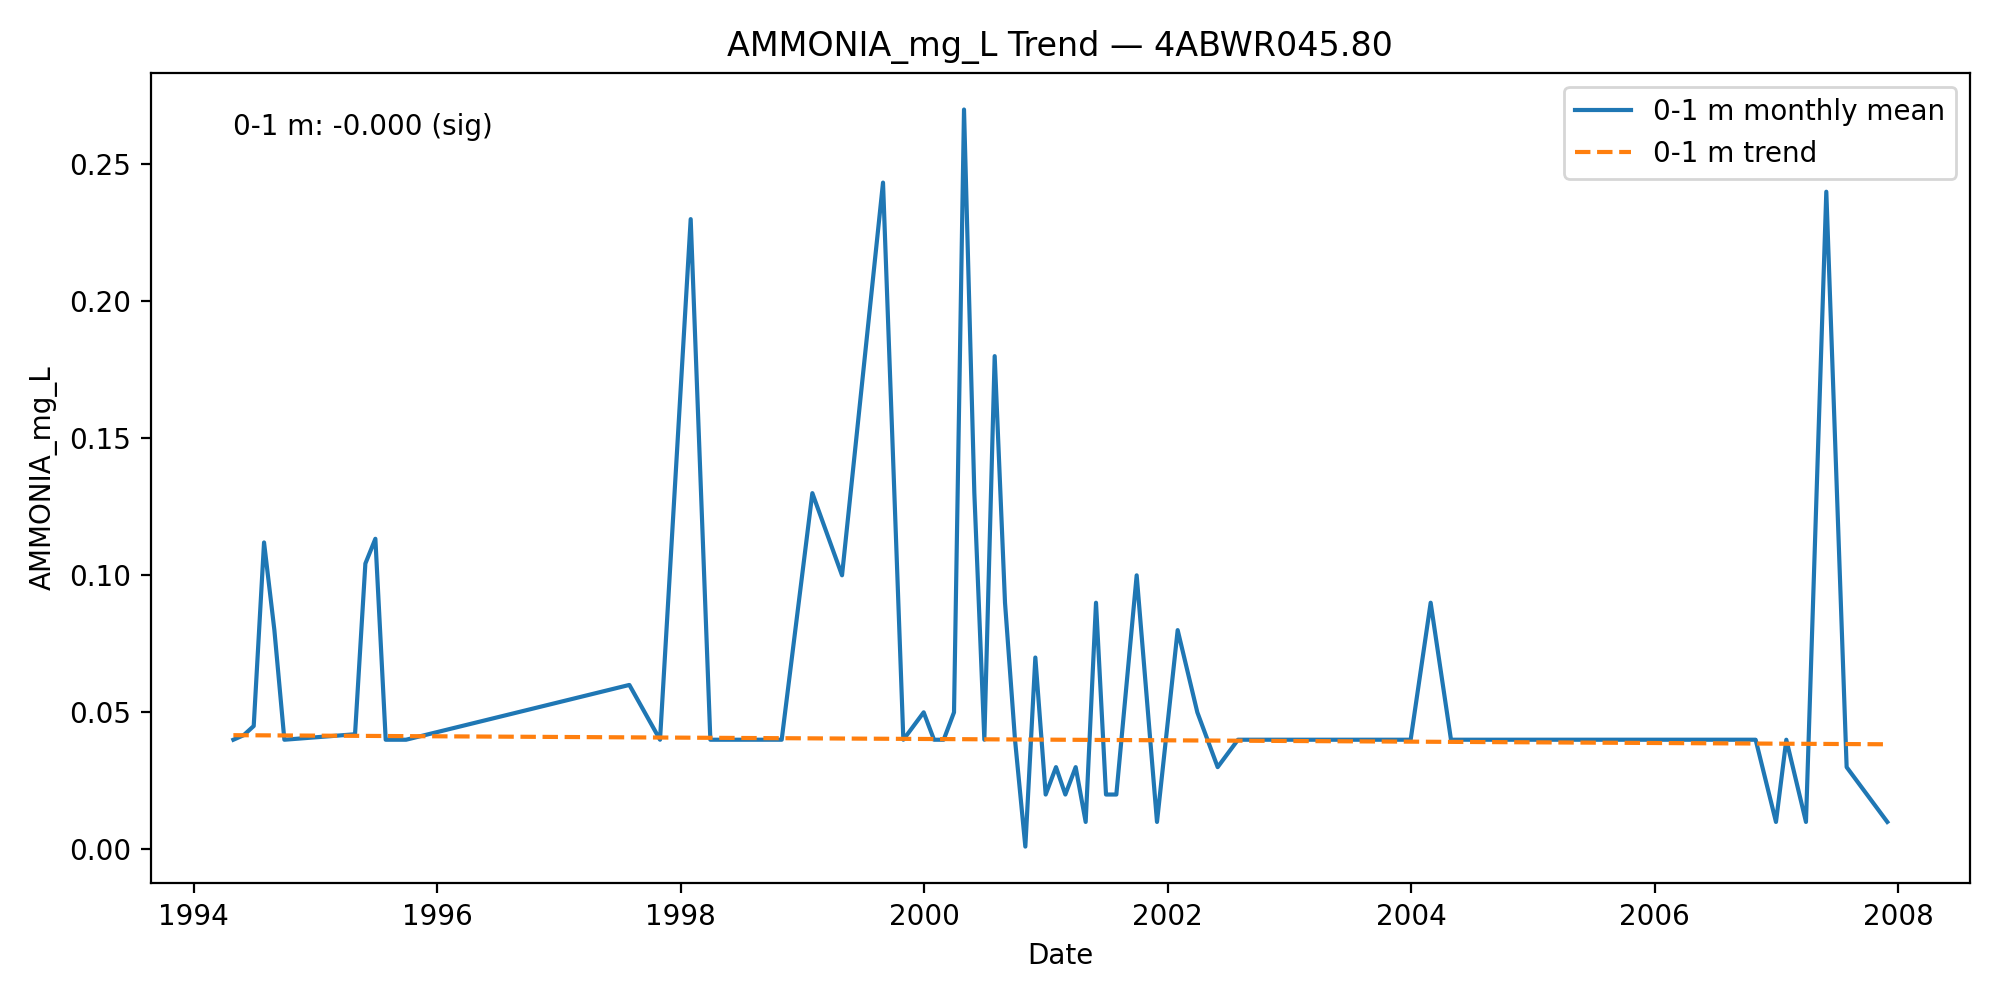 AMMONIA_mg_L Trend — 4ABWR045.80
0-1 m: -0.000 (sig)
0-1 m monthly mean
0-1 m trend
AMMONIA_mg_L
0.25
0.20
0.15
0.10
0.05
0.00
1994 1996 1998 2000 2002 2004 2006 2008
Date